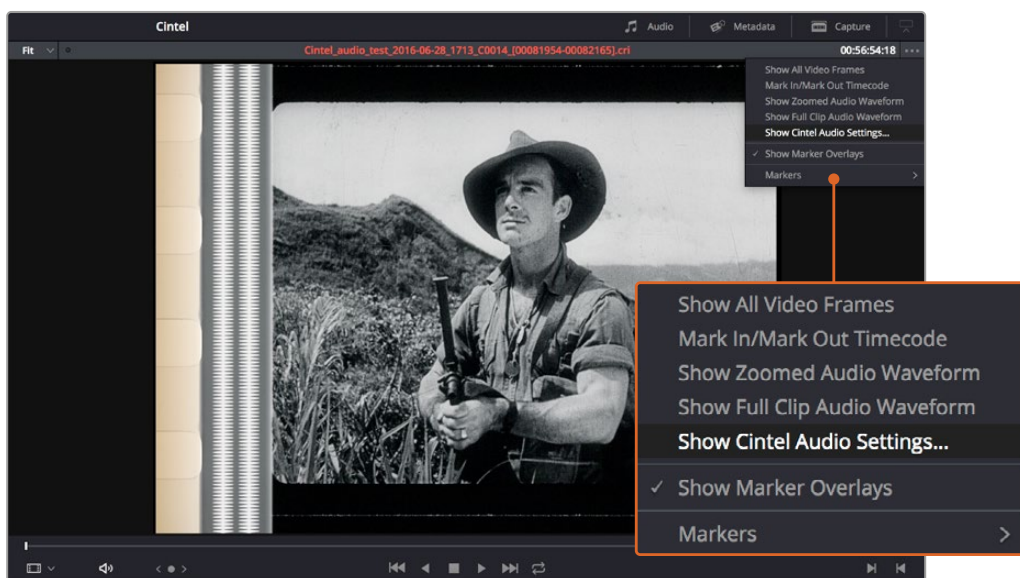 Cintel
Audio
Metadata
Capture
Fit
Cintel_audio_test_2016-06-28_1713_C0014_[00081954-00082165].cri
00:56:54:18
Show All Video Frames
Mark In/Mark Out Timecode
Show Zoomed Audio Waveform
Show Full Clip Audio Waveform
Show Cintel Audio Settings...
Show Marker Overlays
Markers
Show All Video Frames
Mark In/Mark Out Timecode
Show Zoomed Audio Waveform
Show Full Clip Audio Waveform
Show Cintel Audio Settings...
Show Marker Overlays
Markers